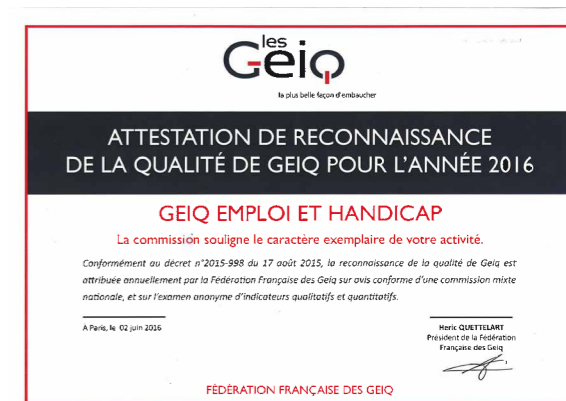 les
Geiq
la plus belle façon d'embaucher
ATTESTATION DE RECONNAISSANCE
DE LA QUALITÉ DE GEIQ POUR L'ANNÉE 2016
GEIQ EMPLOI ET HANDICAP
La commission souligne le caractère exemplaire de votre activité.
Conformément au décret n°2015-998 du 17 août 2015, la reconnaissance de la qualité de Geiq est
attribuée annuellement par la Fédération Française des Geiq sur avis conforme d'une commission mixte
nationale, et sur l'examen anonyme d'indicateurs qualitatifs et quantitatifs.
A Paris, le 02 juin 2016
Heric QUETTELART
Président de la Fédération
Française des Geiq
FÉDÉRATION FRANÇAISE DES GEIQ